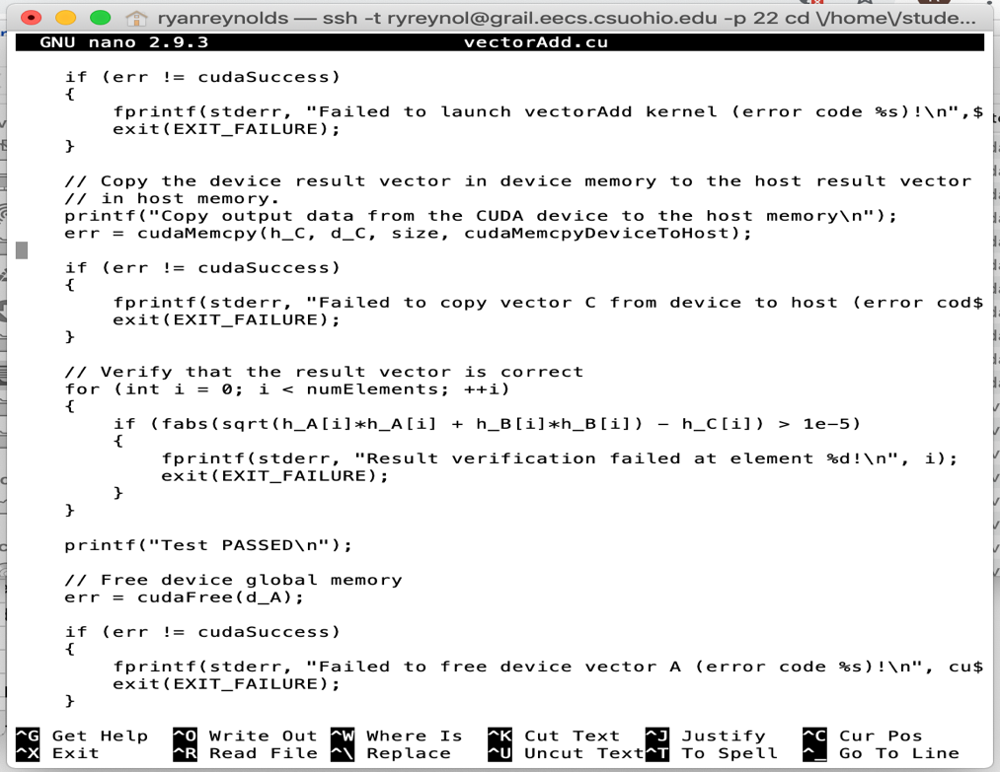 ryanreynolds — ssh -t ryreynol@grail.eecs.csuohio.edu -p 22 cd \/home\/stude...
GNU nano 2.9.3 vectorAdd.cu
if (err != cudaSuccess)
{
fprintf(stderr, "Failed to launch vectorAdd kernel (error code %s)!\n",$
exit(EXIT_FAILURE);
}
// Copy the device result vector in device memory to the host result vector
// in host memory.
printf("Copy output data from the CUDA device to the host memory\n");
err = cudaMemcpy(h_C, d_C, size, cudaMemcpyDeviceToHost);
if (err != cudaSuccess)
{
fprintf(stderr, "Failed to copy vector C from device to host (error cod$
exit(EXIT_FAILURE);
}
// Verify that the result vector is correct
for (int i = 0; i < numElements; ++i)
{
if (fabs(sqrt(h_A[i]*h_A[i] + h_B[i]*h_B[i]) - h_C[i]) > 1e-5)
{
fprintf(stderr, "Result verification failed at element %d!\n", i);
exit(EXIT_FAILURE);
}
}
printf("Test PASSED\n");
// Free device global memory
err = cudaFree(d_A);
if (err != cudaSuccess)
{
fprintf(stderr, "Failed to free device vector A (error code %s)!\n", cu$
exit(EXIT_FAILURE);
}
^G Get Help ^O Write Out ^W Where Is ^K Cut Text ^J Justify ^C Cur Pos
^X Exit ^R Read File ^\ Replace ^U Uncut Text ^T To Spell ^_ Go To Line